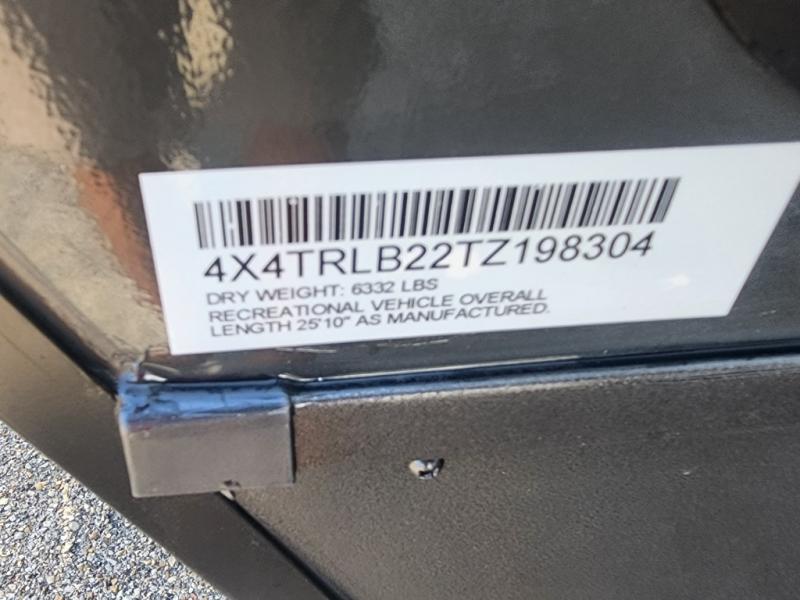 4X4TRLB22TZ198304
DRY WEIGHT: 6332 LBS
RECREATIONAL VEHICLE OVERALL
LENGTH 25'10" AS MANUFACTURED.